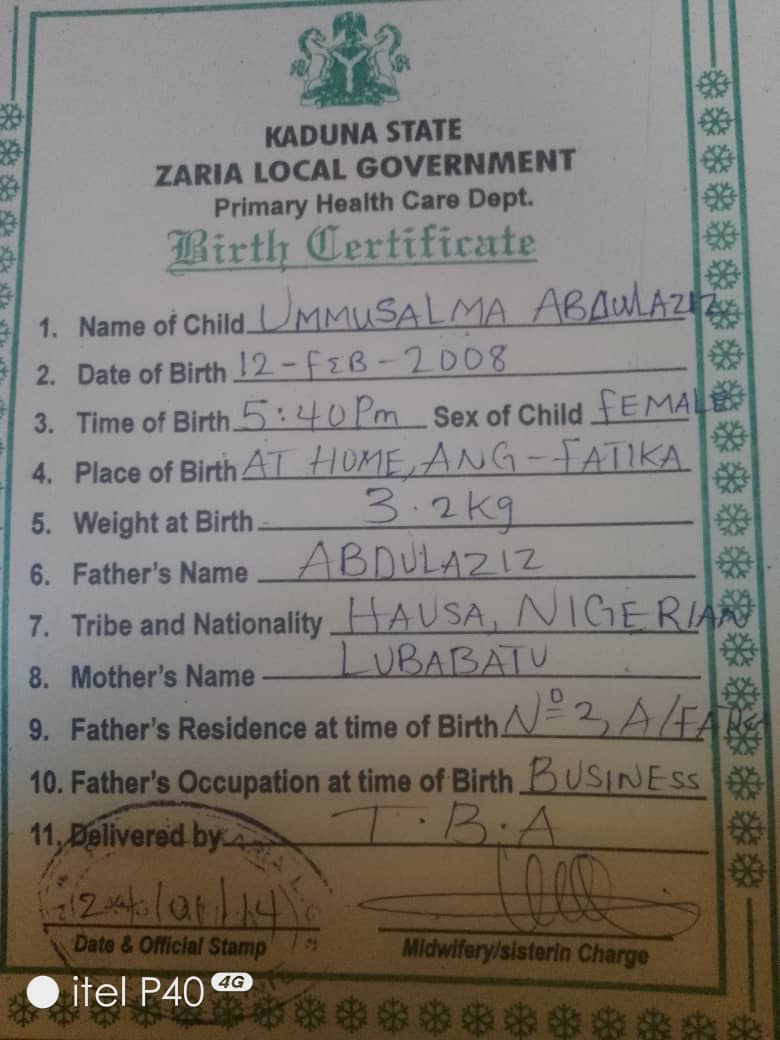 KADUNA STATE
ZARIA LOCAL GOVERNMENT
Primary Health Care Dept.
Birth Certificate
1. Name of Child UMMUSALMA ABDULAZIZ
2. Date of Birth 12-FEB-2008
3. Time of Birth 5:40Pm Sex of Child FEMALE
4. Place of Birth AT HOME, ANG-FATIKA
5. Weight at Birth 3.2kg
6. Father's Name ABDULAZIZ
7. Tribe and Nationality HAUSA, NIGERIAN
8. Mother's Name LUBABATU
9. Father's Residence at time of Birth Nº 2, A/
10. Father's Occupation at time of Birth BUSINESS
11. Delivered by T.B.A
Date & Official Stamp Midwifery/sisterin Charge
itel P40 4G